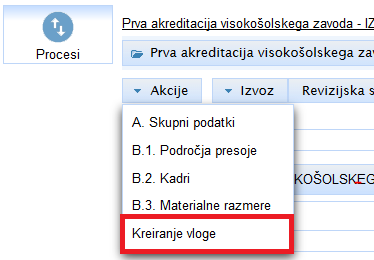 Prva akreditacija visokošolskega zavoda - IZ
Procesi
Prva akreditacija visokošolskega zav
Akcije
Izvoz
Revizijska s
A. Skupni podatki
B.1. Področja presoje
B.2. Kadri
KOŠOLSKEG
B.3. Materialne razmere
Kreiranje vloge